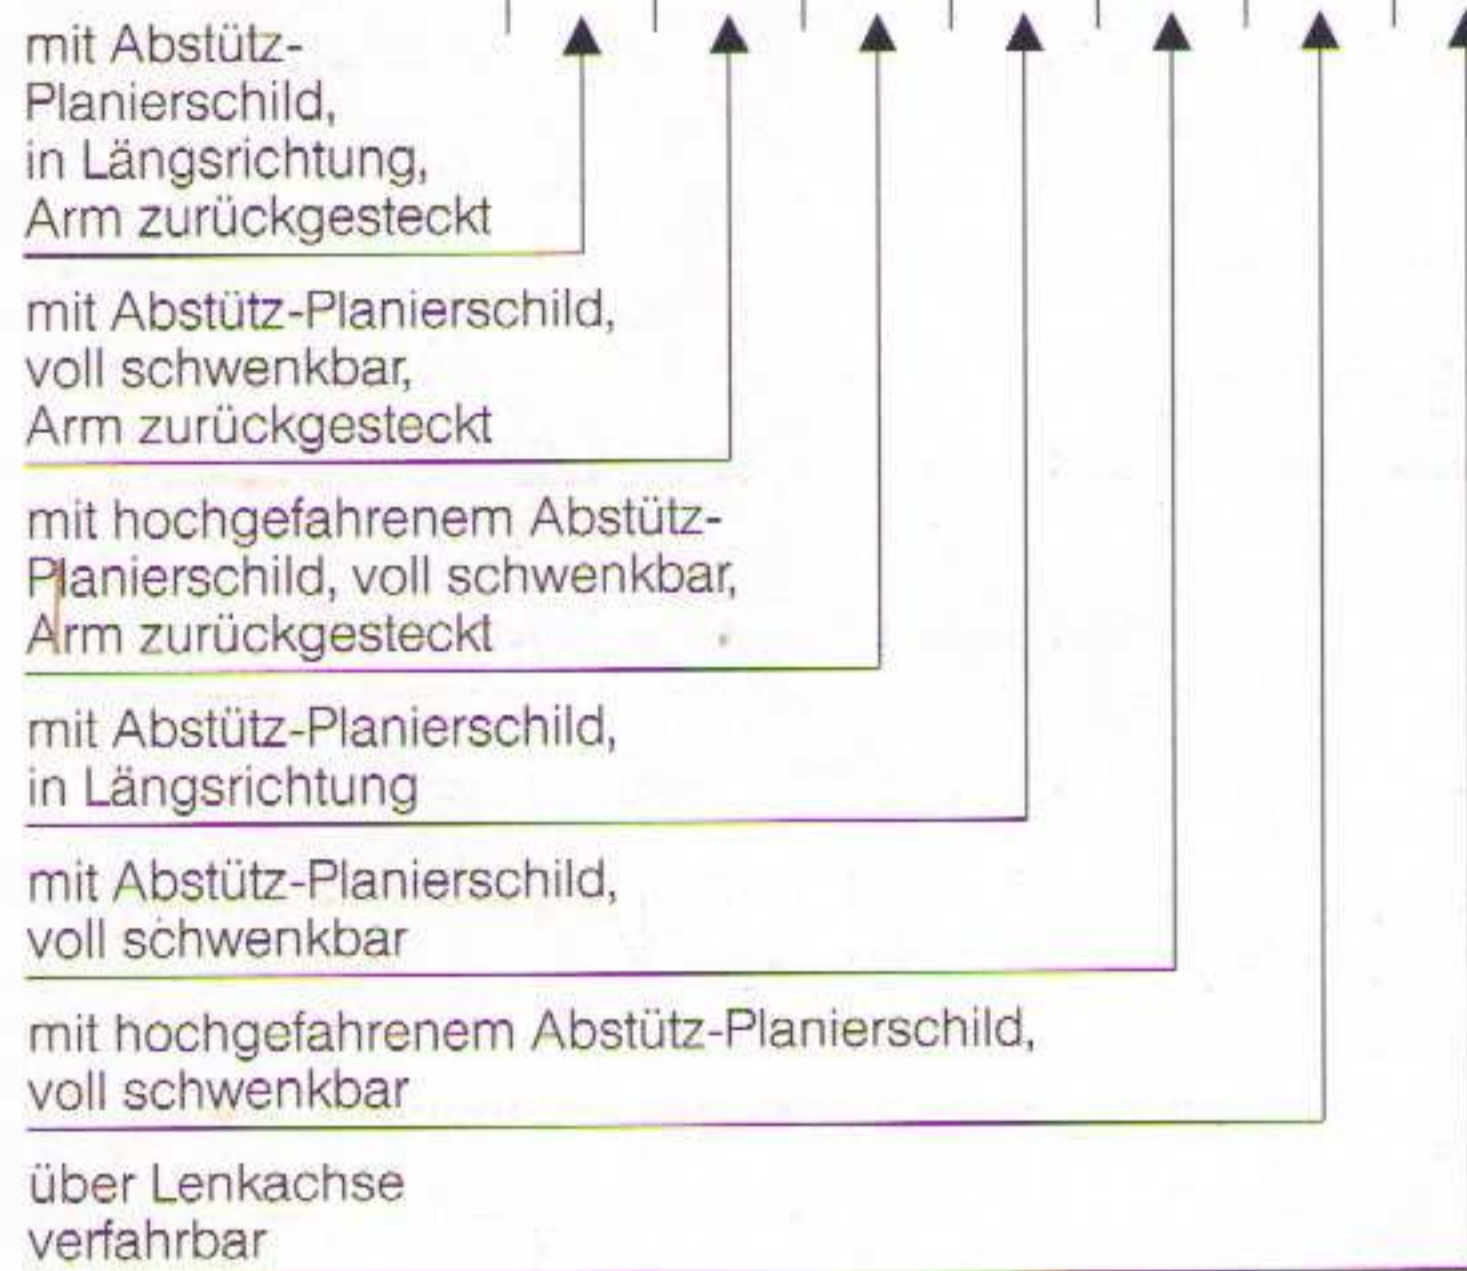 mit Abstütz-
Planierschild,
in Längsrichtung,
Arm zurückgesteckt
mit Abstütz-Planierschild,
voll schwenkbar,
Arm zurückgesteckt
mit hochgefahrenem Abstütz-
Planierschild, voll schwenkbar,
Arm zurückgesteckt
mit Abstütz-Planierschild,
in Längsrichtung
mit Abstütz-Planierschild,
voll schwenkbar
mit hochgefahrenem Abstütz-Planierschild,
voll schwenkbar
über Lenkachse
verfahrbar